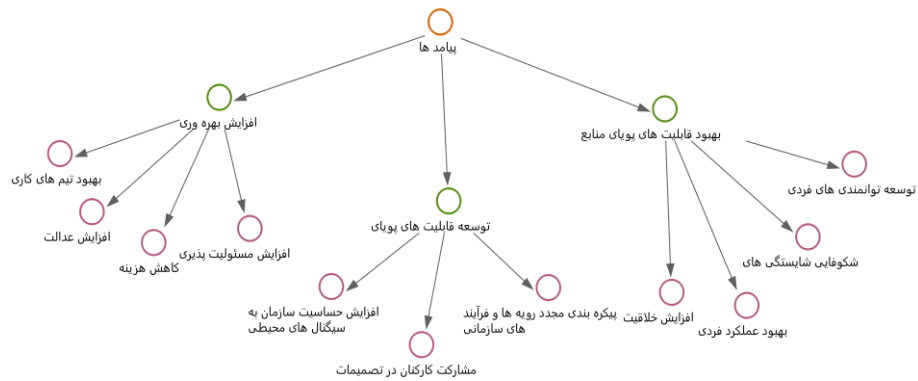 پیامد ها
افزایش بهره وری
بهبود قابلیت های پویای منابع
توسعه قابلیت های پویای
بهبود تیم های کاری
افزایش عدالت
کاهش هزینه
افزایش مسئولیت پذیری
افزایش حساسیت سازمان به
سیگنال های محیطی
مشارکت کارکنان در تصمیمات
پیکره بندی مجدد رویه ها و فرآیند
های سازمانی
افزایش خلاقیت
بهبود عملکرد فردی
شکوفایی شایستگی های
توسعه توانمندی های فردی